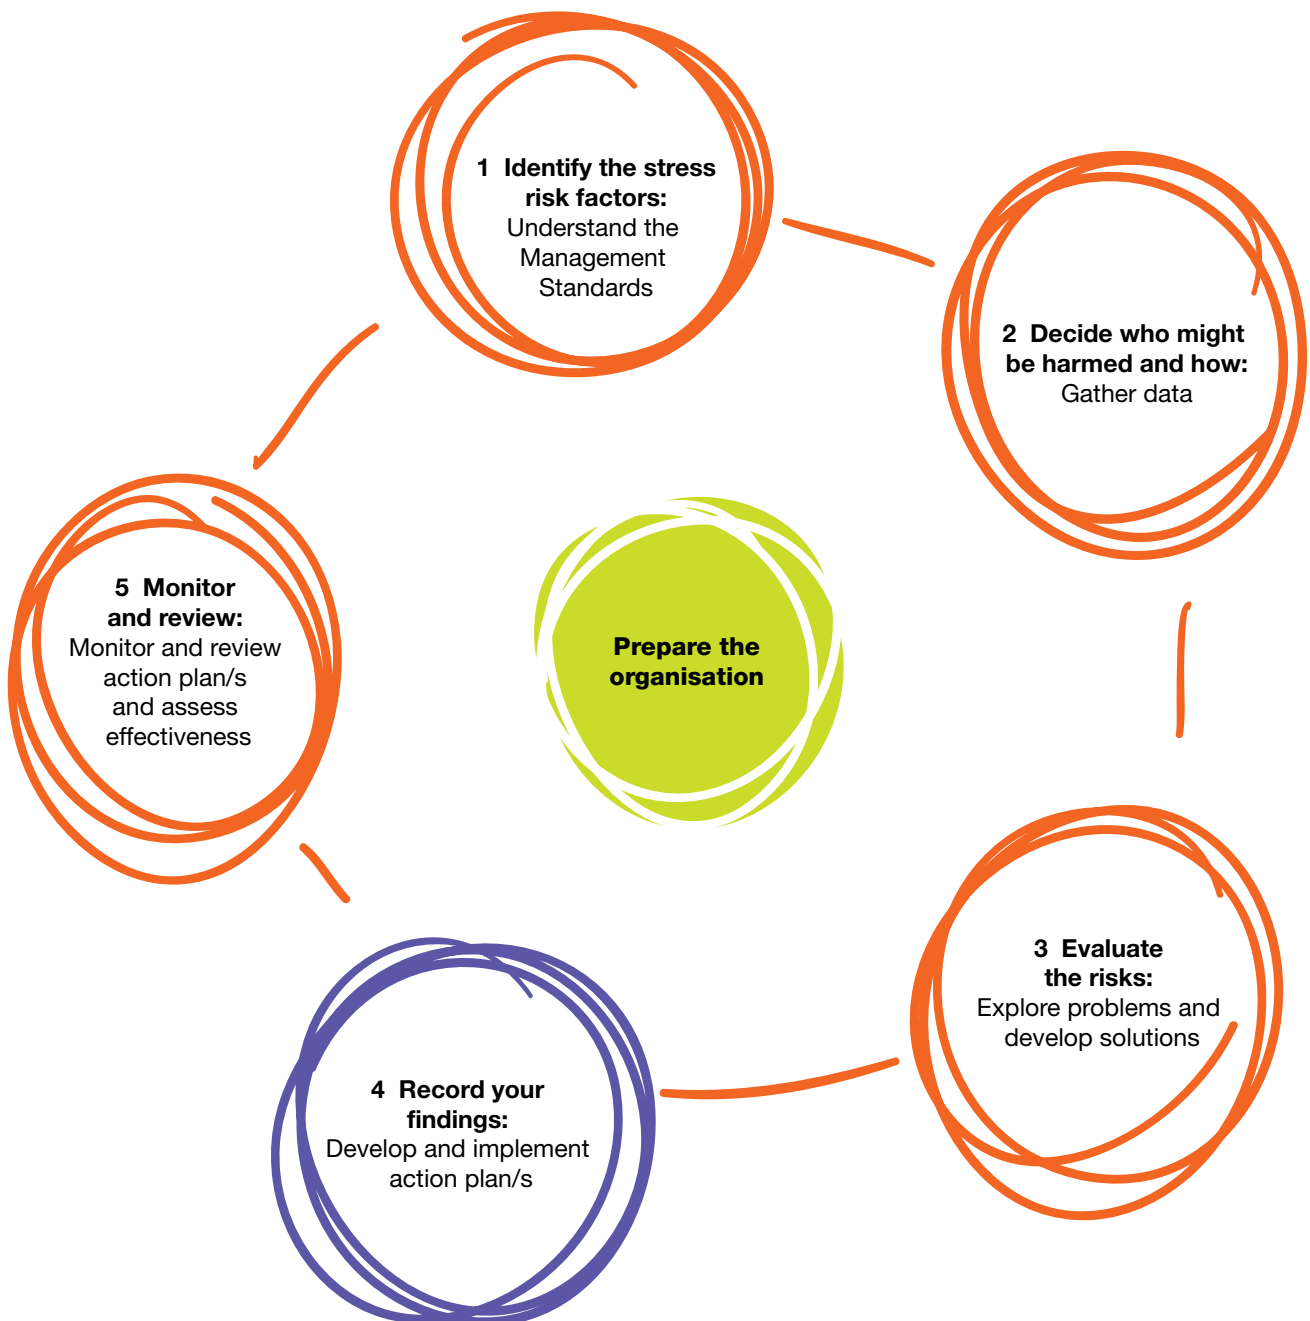 1 Identify the stress
risk factors:
Understand the
Management
Standards
2 Decide who might
be harmed and how:
Gather data
3 Evaluate
the risks:
Explore problems and
develop solutions
4 Record your
findings:
Develop and implement
action plan/s
5 Monitor
and review:
Monitor and review
action plan/s
and assess
effectiveness
Prepare the
organisation